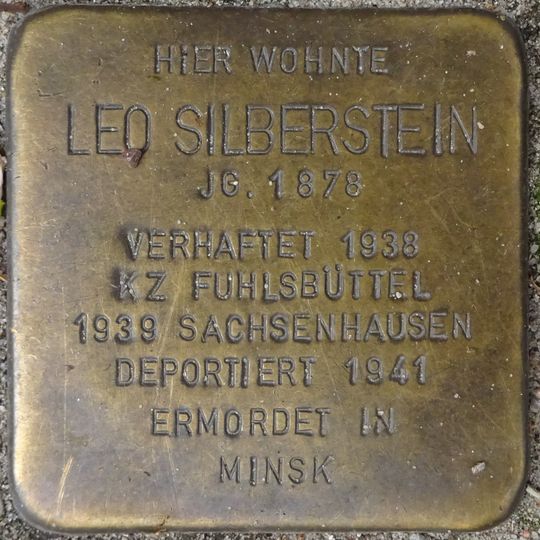 HIER WOHNTE
LEO SILBERSTEIN
JG. 1878
VERHAFTET 1938
KZ FUHLSBÜTTEL
1939 SACHSENHAUSEN
DEPORTIERT 1941
ERMORDET IN
MINSK